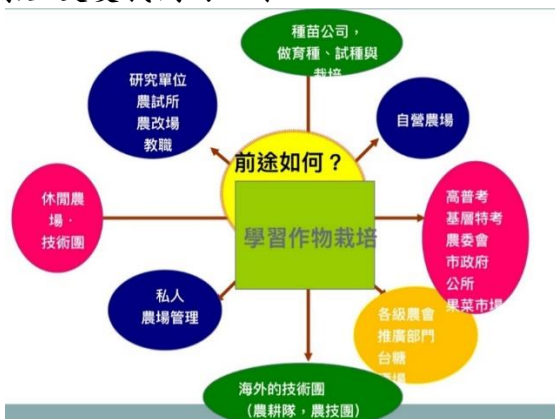 種苗公司，
做育種、試種與
栽培
研究單位
農試所
農改場
教職
自營農場
前途如何？
休閒農
場，
技術團
學習作物栽培
高普考
基層特考
農委會
市政府
公所
果菜市場
私人
農場管理
各級農會
推廣部門
台糖
海外的技術團
（農耕隊，農技團）